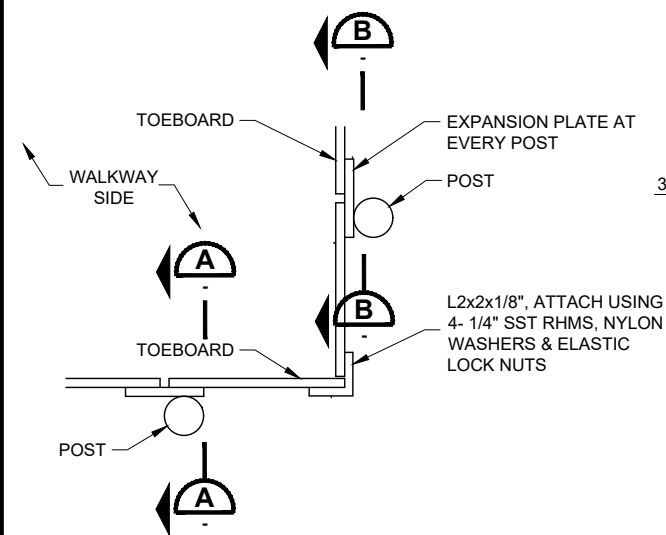 B
-
TOEBOARD
EXPANSION PLATE AT
EVERY POST
WALKWAY
SIDE
POST
3
A
-
B
-
L2x2x1/8", ATTACH USING
4- 1/4" SST RHMS, NYLON
WASHERS & ELASTIC
LOCK NUTS
TOEBOARD
POST
A
-